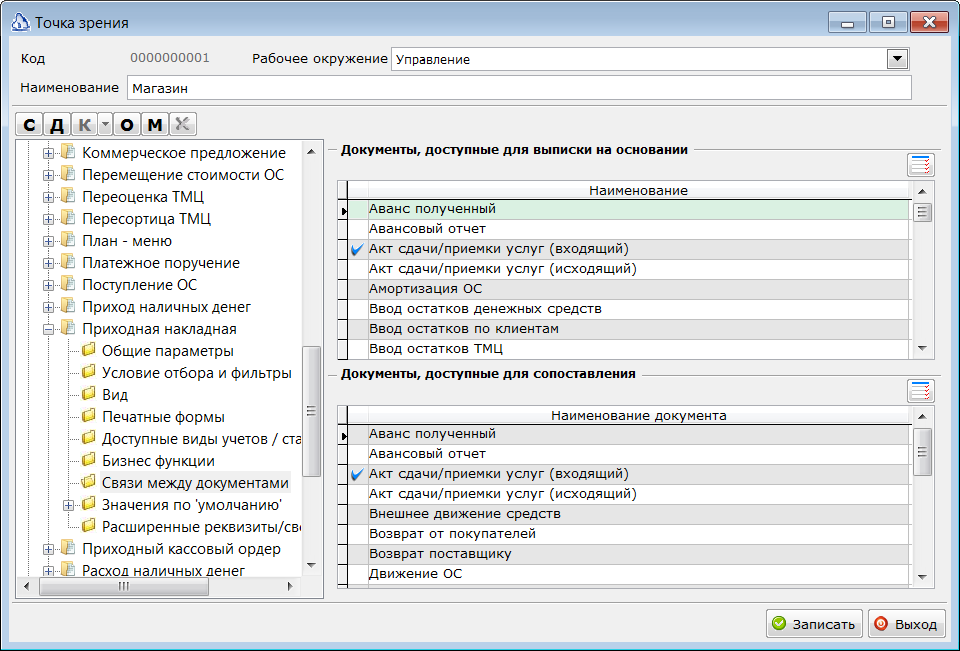 Точка зрения
Код 0000000001 Рабочее окружение Управление
Наименование Магазин
С Д К О М
Коммерческое предложение
Перемещение стоимости ОС
Переоценка ТМЦ
Пересортица ТМЦ
План - меню
Платежное поручение
Поступление ОС
Приход наличных денег
Приходная накладная
Общие параметры
Условие отбора и фильтры
Вид
Печатные формы
Доступные виды учетов / ста
Бизнес функции
Связи между документами
Значения по 'умолчанию'
Расширенные реквизиты/сво
Приходный кассовый ордер
Расход наличных денег
Документы, доступные для выписки на основании
Наименование
Аванс полученный
Авансовый отчет
Акт сдачи/приемки услуг (входящий)
Акт сдачи/приемки услуг (исходящий)
Амортизация ОС
Ввод остатков денежных средств
Ввод остатков по клиентам
Ввод остатков ТМЦ
Документы, доступные для сопоставления
Наименование документа
Аванс полученный
Авансовый отчет
Акт сдачи/приемки услуг (входящий)
Акт сдачи/приемки услуг (исходящий)
Внешнее движение средств
Возврат от покупателей
Возврат поставщику
Движение ОС
Записать Выход